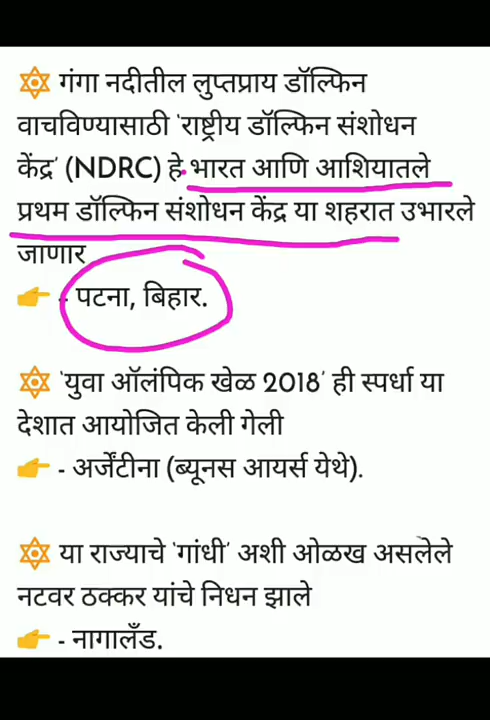 गंगा नदीतील लुप्तप्राय डॉल्फिन
वाचविण्यासाठी 'राष्ट्रीय डॉल्फिन संशोधन
केंद्र' (NDRC) हे भारत आणि आशियातले
प्रथम डॉल्फिन संशोधन केंद्र या शहरात उभारले
जाणार
👉 - पटना, बिहार.
'युवा ऑलंपिक खेळ 2018' ही स्पर्धा या
देशात आयोजित केली गेली
👉 - अर्जेंटीना (ब्यूनस आयर्स येथे).
या राज्याचे 'गांधी' अशी ओळख असलेले
नटवर ठक्कर यांचे निधन झाले
👉 - नागालँड.